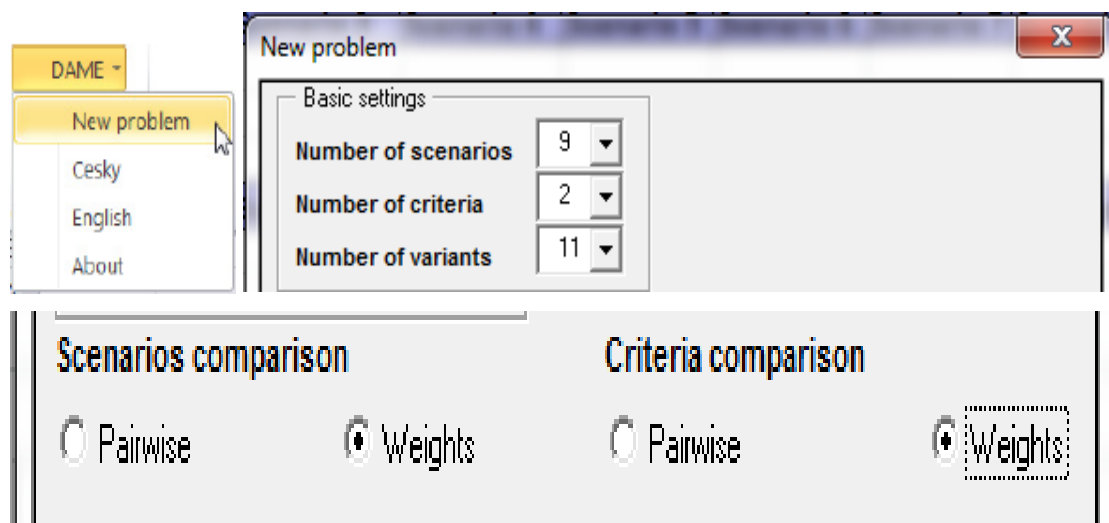 DAME
New problem
Cesky
English
About
New problem
X
Basic settings
Number of scenarios 9
Number of criteria 2
Number of variants 11
Scenarios comparison Criteria comparison
Pairwise Weights Pairwise Weights